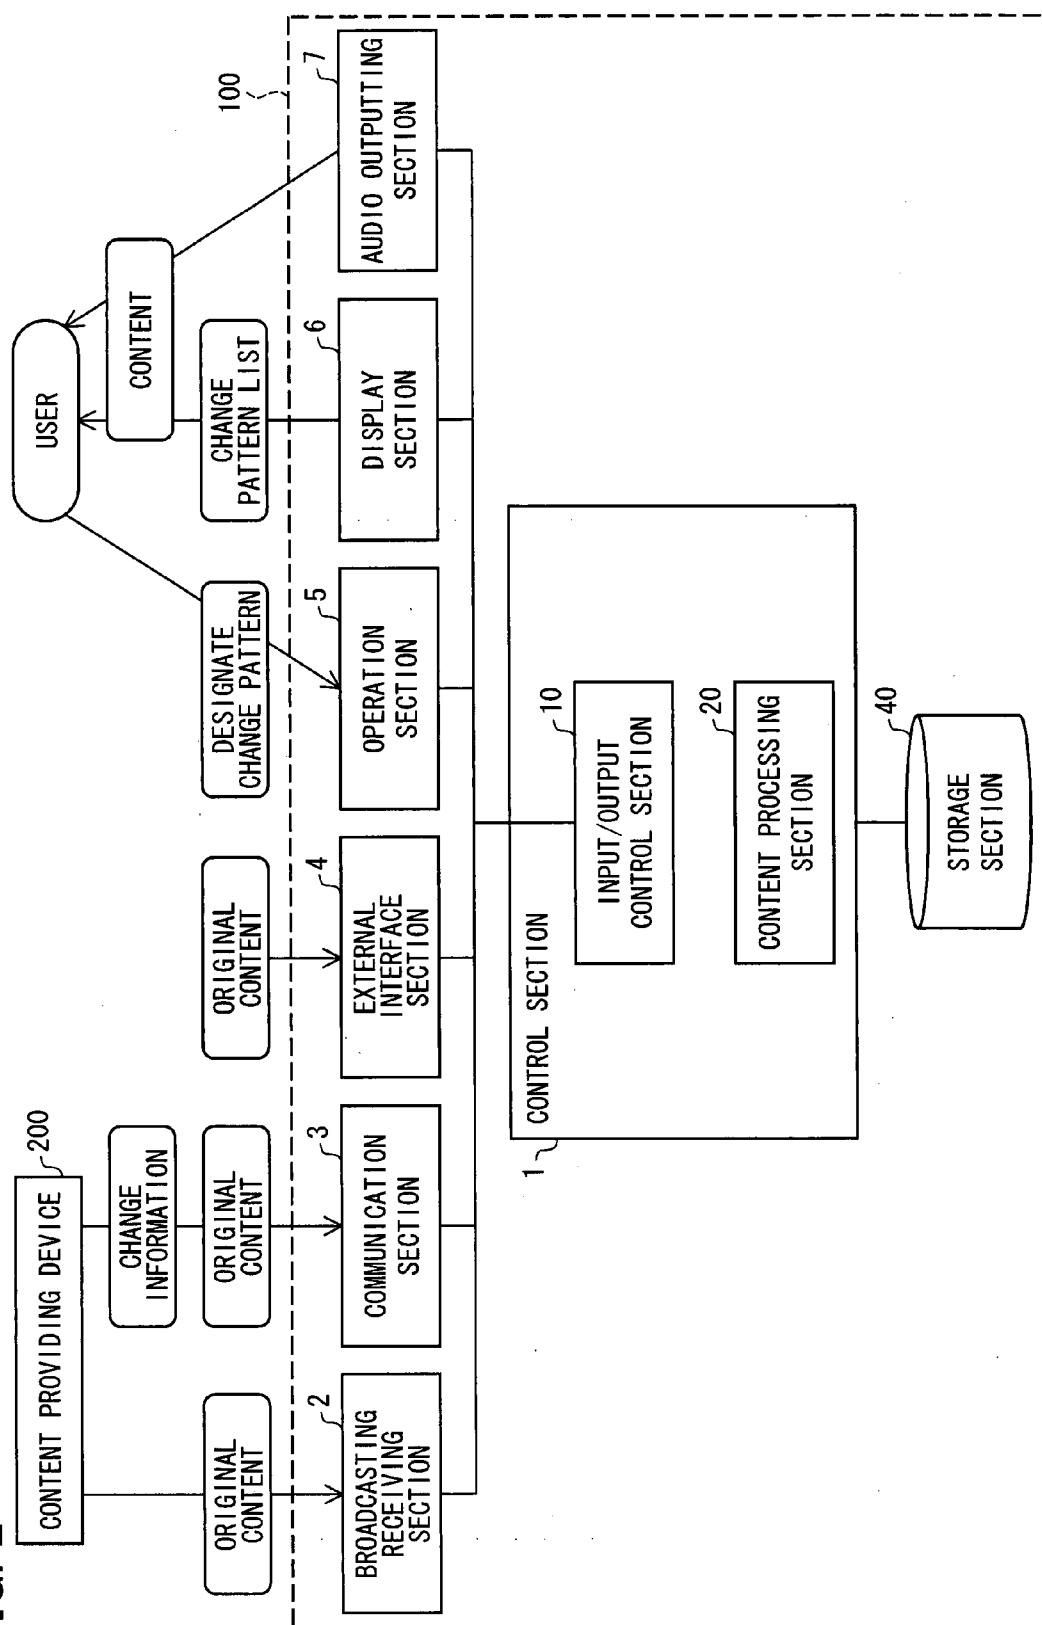 200
CONTENT PROVIDING DEVICE
USER
CHANGE
INFORMATION
CONTENT
ORIGINAL
CONTENT
ORIGINAL
CONTENT
ORIGINAL
CONTENT
DESIGNATE
CHANGE PATTERN
CHANGE
PATTERN LIST
100
2
BROADCASTING
RECEIVING
SECTION
3
COMMUNICATION
SECTION
4
EXTERNAL
INTERFACE
SECTION
5
OPERATION
SECTION
6
DISPLAY
SECTION
7
AUDIO OUTPUTTING
SECTION
1
CONTROL SECTION
10
INPUT/OUTPUT
CONTROL SECTION
20
CONTENT PROCESSING
SECTION
40
STORAGE
SECTION